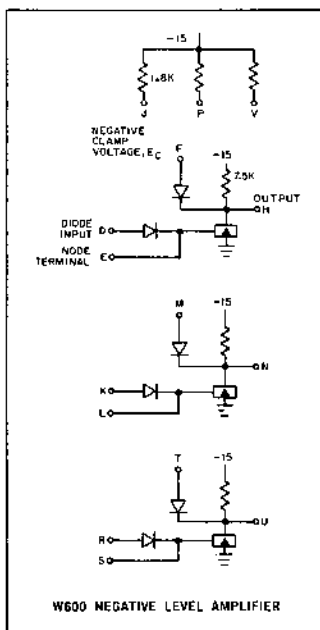 -15
1.8K
J P V
NEGATIVE
CLAMP
VOLTAGE, EC
F
-15
7.5K
OUTPUT
H
DIODE
INPUT D
NODE
TERMINAL E
M
-15
N
K
L
T
-15
U
R
S
W600 NEGATIVE LEVEL AMPLIFIER